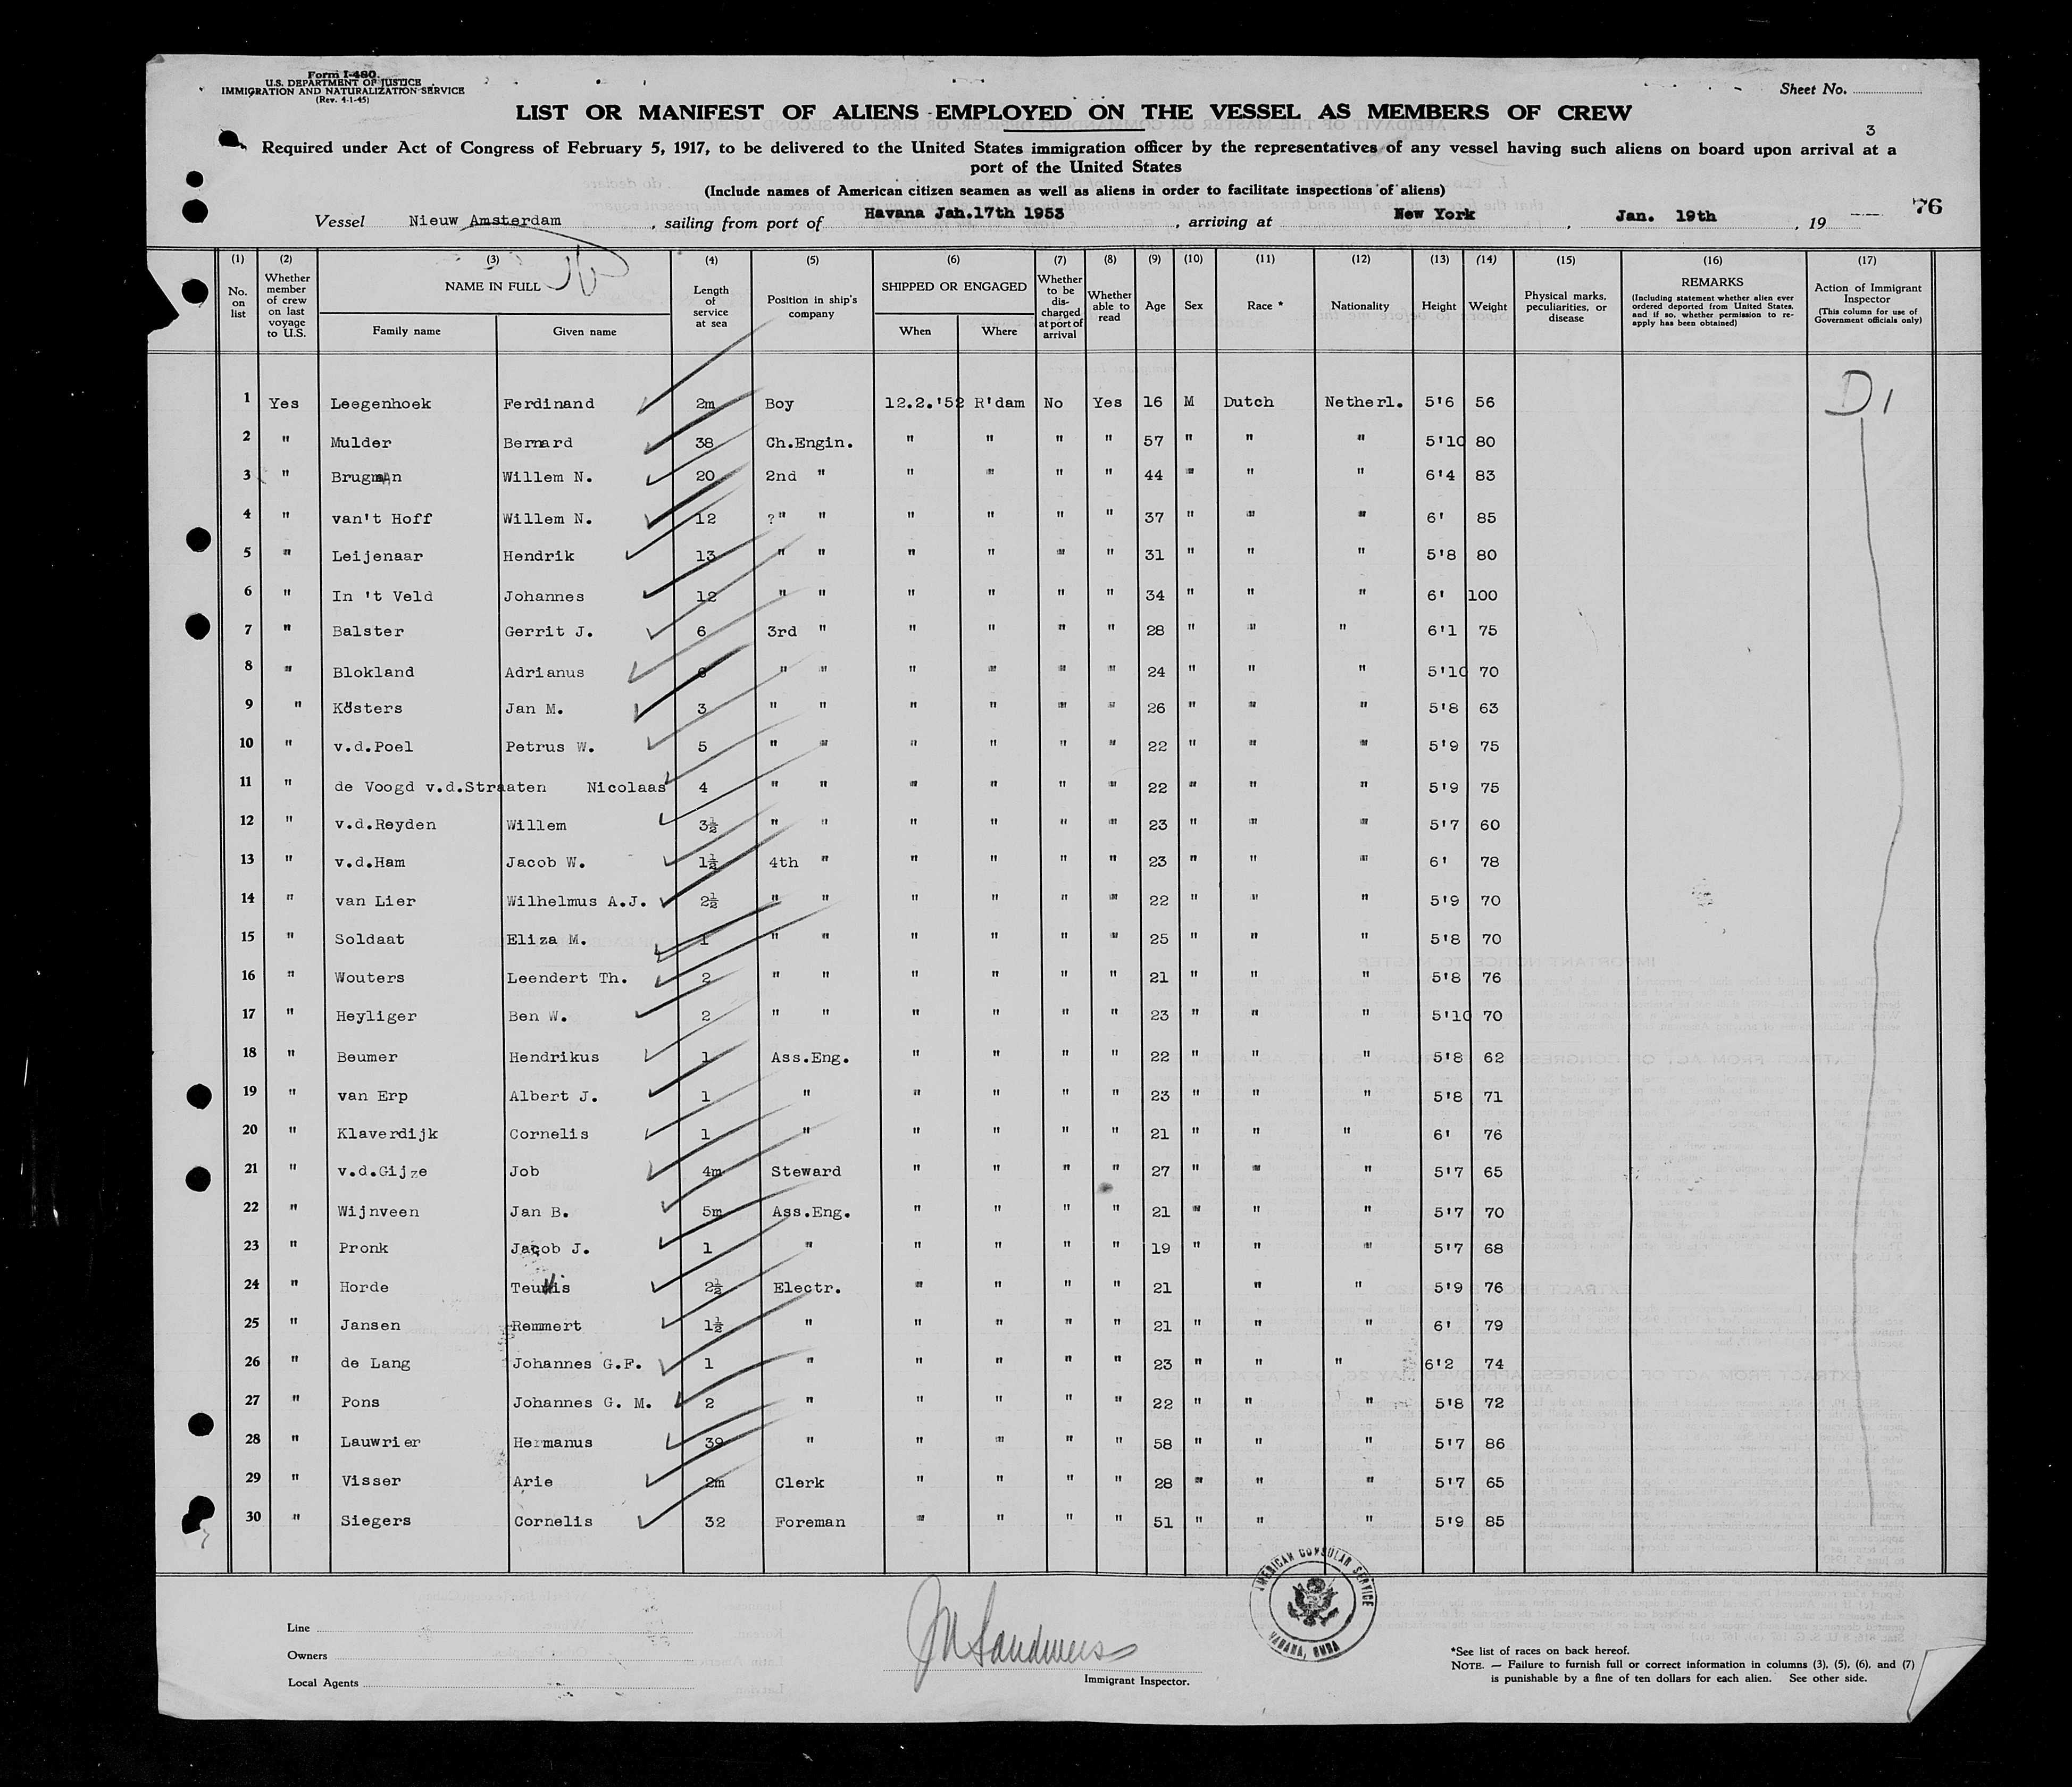 Form I-480.
U.S. DEPARTMENT OF JUSTICE
IMMIGRATION AND NATURALIZATION SERVICE
(Rev. 4-1-45)
Sheet No.
LIST OR MANIFEST OF ALIENS EMPLOYED ON THE VESSEL AS MEMBERS OF CREW
3
Required under Act of Congress of February 5, 1917, to be delivered to the United States immigration officer by the representatives of any vessel having such aliens on board upon arrival at a
port of the United States
(Include names of American citizen seamen as well as aliens in order to facilitate inspections of aliens)
Vessel Nieuw Amsterdam, sailing from port of Havana Jan.17th 1953, arriving at New York, Jan. 19th, 19 76
(1) (2) (3) (4) (5) (6) (7) (8) (9) (10) (11) (12) (13) (14) (15) (16) (17)
No. on list
Whether member of crew on last voyage to U.S.
NAME IN FULL
Family name Given name
Length of service at sea
Position in ship's company
SHIPPED OR ENGAGED
When Where
Whether to be discharged at port of arrival
Whether able to read
Age
Sex
Race *
Nationality
Height
Weight
Physical marks, peculiarities, or disease
REMARKS
(Including statement whether alien ever ordered deported from United States, and if so, whether permission to re-apply has been obtained)
Action of Immigrant Inspector
(This column for use of Government officials only)
1 Yes Leegenhoek Ferdinand 2m Boy 12.2.'52 R'dam No Yes 16 M Dutch Netherl. 5'6 56 D1
2 " Mulder Bernard 38 Ch.Engin. " " " " 57 " " " 5'10 80
3 " Brugman Willem N. 20 2nd " " " " " 44 " " " 6'4 83
4 " van't Hoff Willem N. 12 ?" " " " " " 37 " " " 6' 85
5 " Leijenaar Hendrik 13 " " " " " " 31 " " " 5'8 80
6 " In 't Veld Johannes 12 " " " " " " 34 " " " 6' 100
7 " Balster Gerrit J. 6 3rd " " " " " 28 " " " 6'1 75
8 " Blokland Adrianus 6 " " " " " " 24 " " " 5'10 70
9 " Kösters Jan M. 3 " " " " " " 26 " " " 5'8 63
10 " v.d.Poel Petrus W. 5 " " " " " " 22 " " " 5'9 75
11 " de Voogd v.d.Straaten Nicolaas 4 " " " " " " 22 " " " 5'9 75
12 " v.d.Reyden Willem 3½ " " " " " " 23 " " " 5'7 60
13 " v.d.Ham Jacob W. 1½ 4th " " " " " 23 " " " 6' 78
14 " van Lier Wilhelmus A.J. 2½ " " " " " " 22 " " " 5'9 70
15 " Soldaat Eliza M. 1 " " " " " " 25 " " " 5'8 70
16 " Wouters Leendert Th. 2 " " " " " " 21 " " " 5'8 76
17 " Heyliger Ben W. 2 " " " " " " 23 " " " 5'10 70
18 " Beumer Hendrikus 1 Ass.Eng. " " " " 22 " " " 5'8 62
19 " van Erp Albert J. 1 " " " " " 23 " " " 5'8 71
20 " Klaverdijk Cornelis 1 " " " " " 21 " " " 6' 76
21 " v.d.Gijze Job 4m Steward " " " " 27 " " " 5'7 65
22 " Wijnveen Jan B. 5m Ass.Eng. " " " " 21 " " " 5'7 70
23 " Pronk Jacob J. 1 " " " " " 19 " " " 5'7 68
24 " Horde Teunis 2½ Electr. " " " " 21 " " 5'9 76
25 " Jansen Remmert 1½ " " " " " 21 " " " 6' 79
26 " de Lang Johannes G.F. 1 " " " " " 23 " " " 6'2 74
27 " Pons Johannes G. M. 2 " " " " " 22 " " " 5'8 72
28 " Lauwrier Hermanus 39 " " " " " 58 " " " 5'7 86
29 " Visser Arie 2m Clerk " " " " 28 " " " 5'7 65
30 " Siegers Cornelis 32 Foreman " " " " 51 " " " 5'9 85
AMERICAN CONSULAR SERVICE
HABANA, CUBA
Line
Owners
Local Agents
Immigrant Inspector.
*See list of races on back hereof.
NOTE. — Failure to furnish full or correct information in columns (3), (5), (6), and (7)
is punishable by a fine of ten dollars for each alien. See other side.